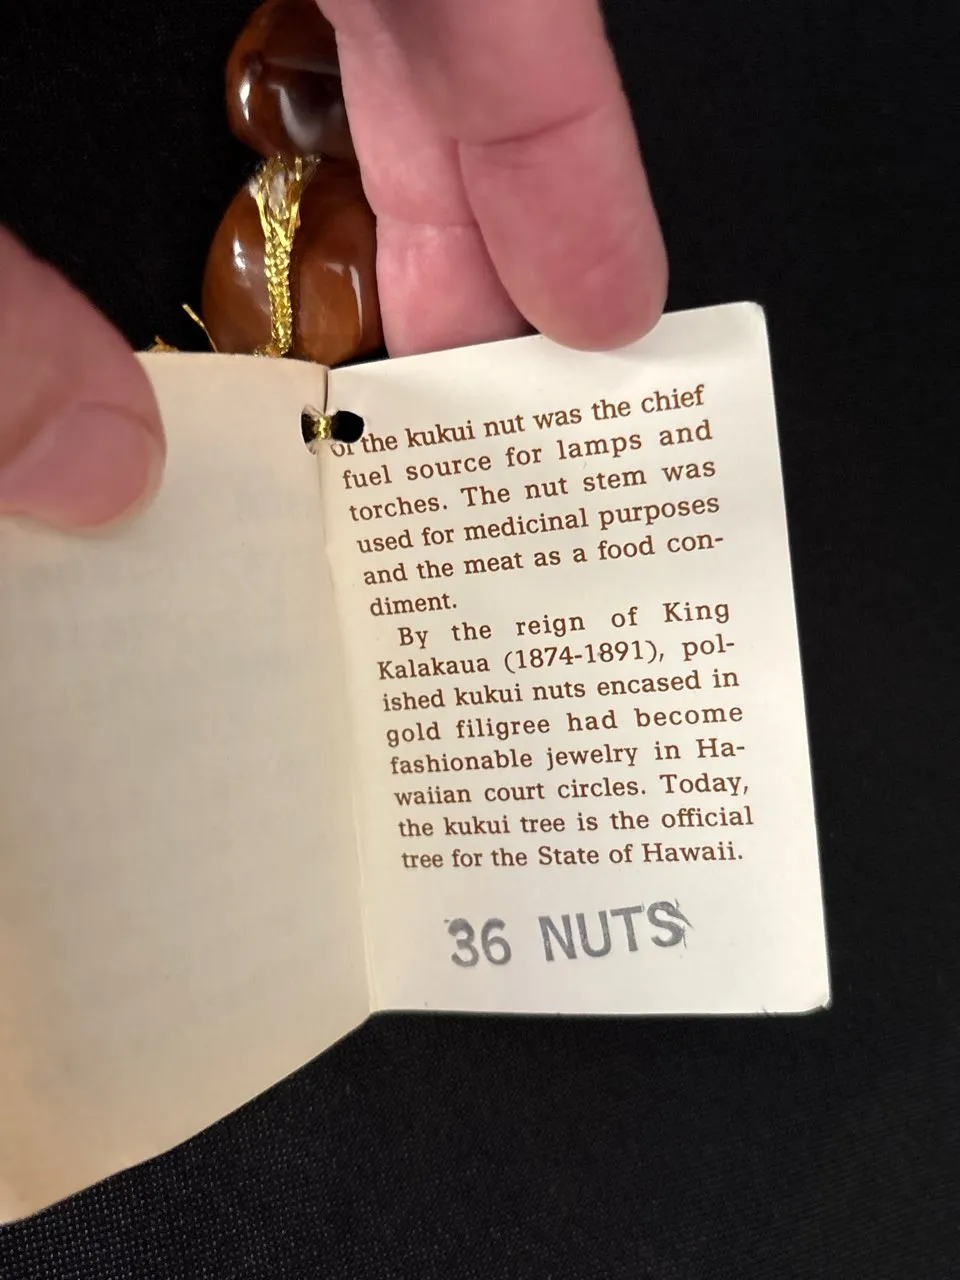 of the kukui nut was the chief
fuel source for lamps and
torches. The nut stem was
used for medicinal purposes
and the meat as a food con-
diment.
By the reign of King
Kalakaua (1874-1891), pol-
ished kukui nuts encased in
gold filigree had become
fashionable jewelry in Ha-
waiian court circles. Today,
the kukui tree is the official
tree for the State of Hawaii.
36 NUTS